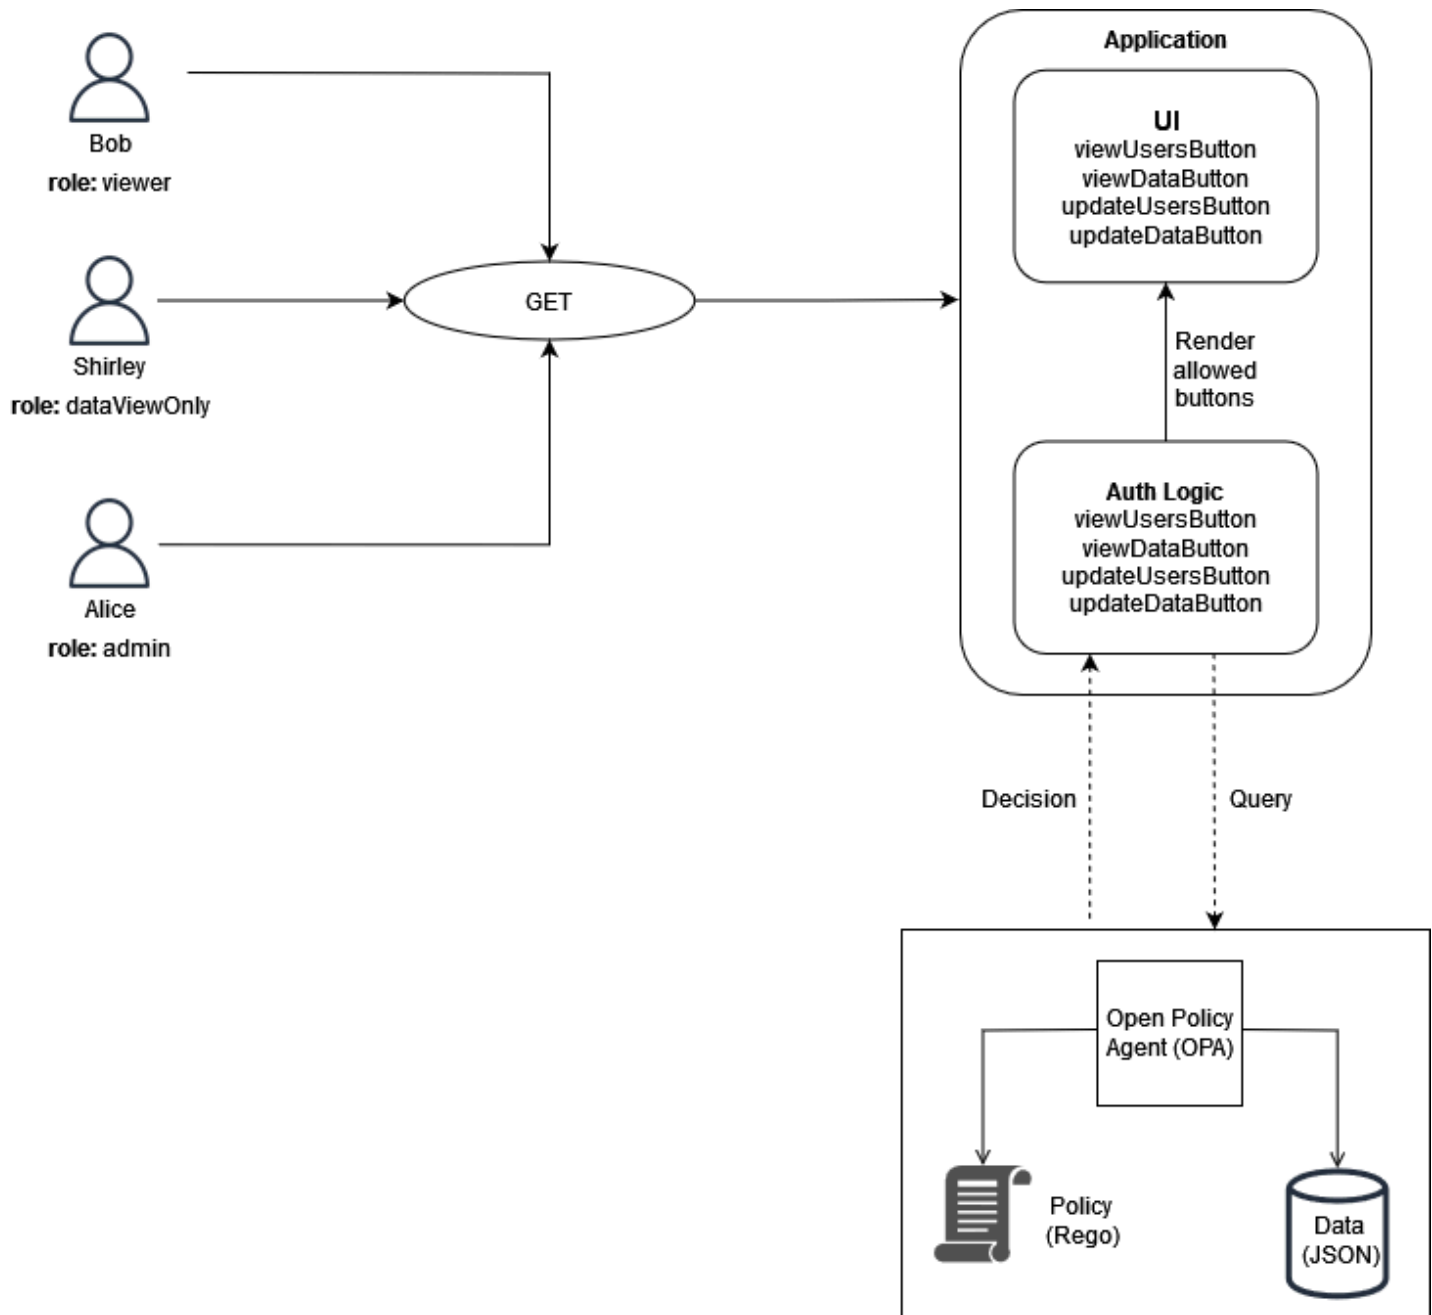 Bob
role: viewer
Shirley
role: dataViewOnly
Alice
role: admin
GET
Application
UI
viewUsersButton
viewDataButton
updateUsersButton
updateDataButton
Render
allowed
buttons
Auth Logic
viewUsersButton
viewDataButton
updateUsersButton
updateDataButton
Decision
Query
Open Policy
Agent (OPA)
Policy
(Rego)
Data
(JSON)